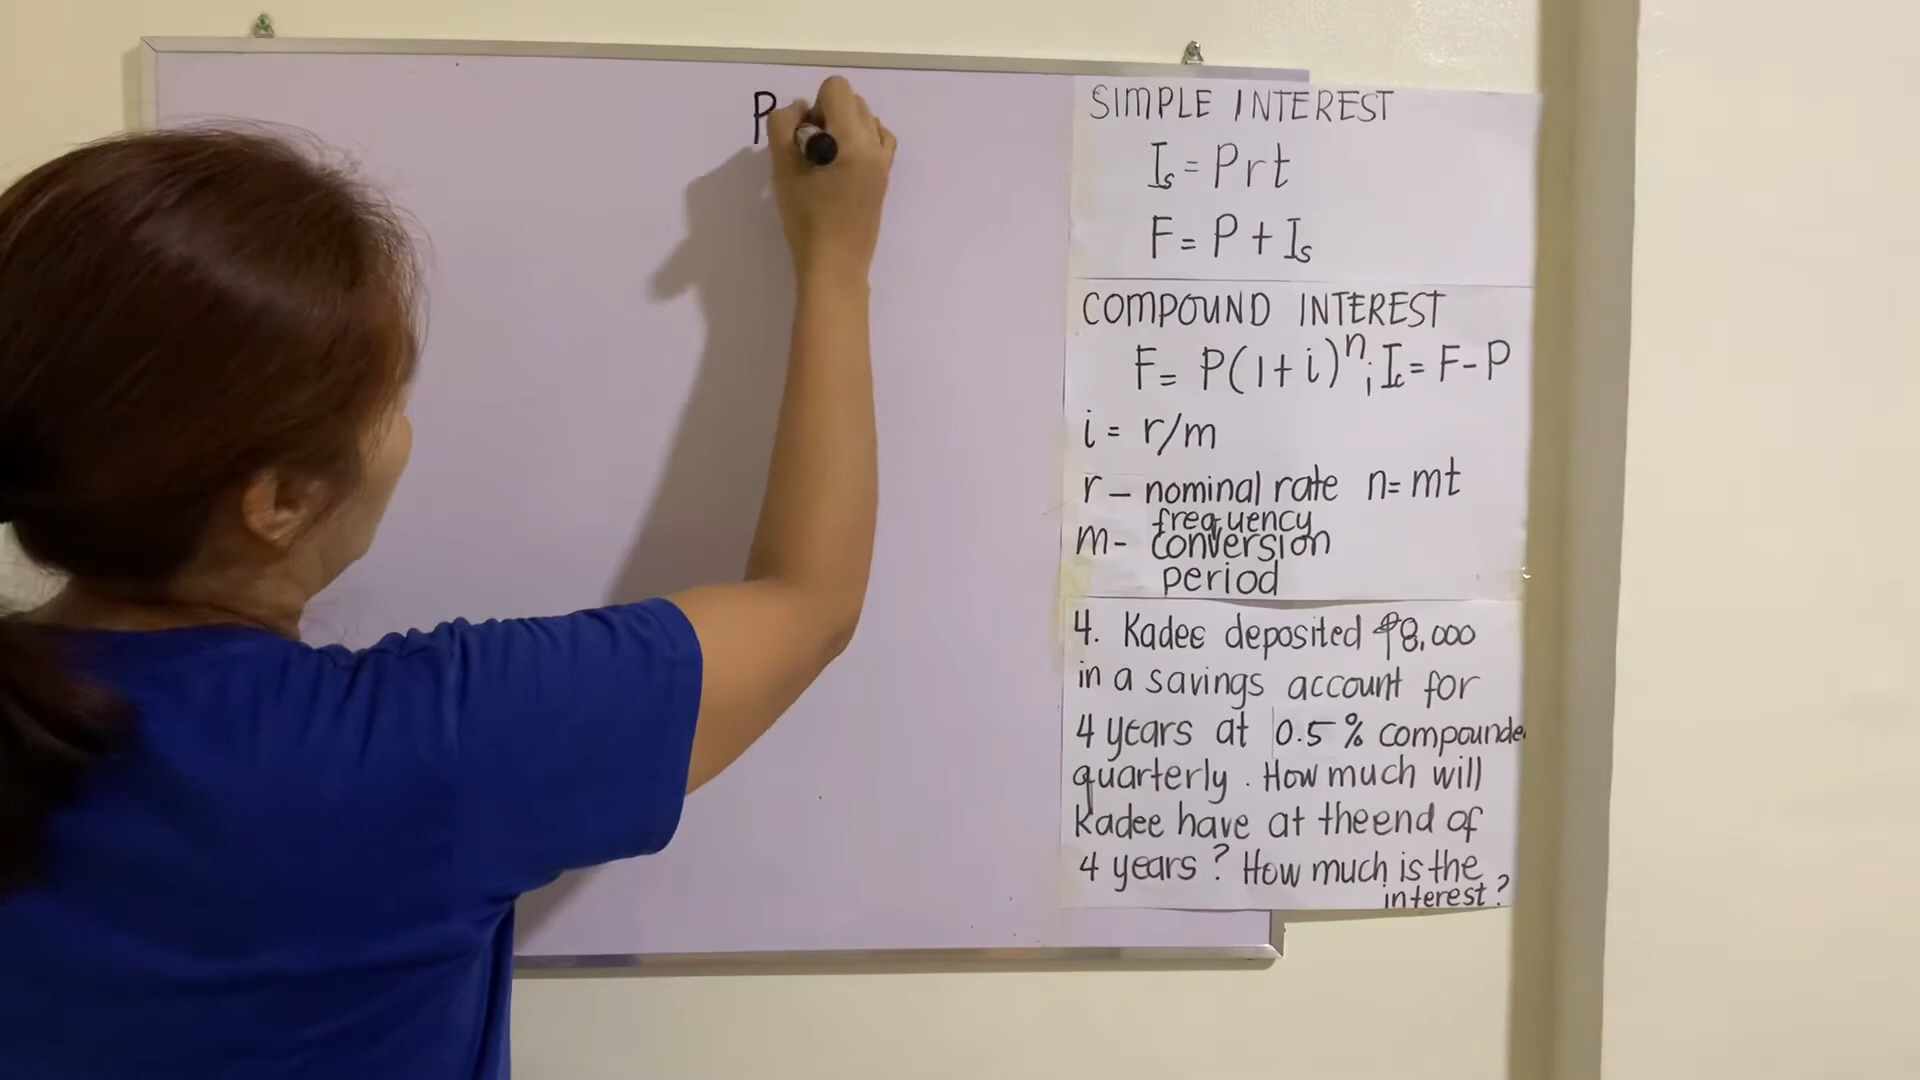 P
SIMPLE INTEREST
Is = Prt
F = P + Is
COMPOUND INTEREST
F = P(1+i)ⁿ; Ic = F - P
i = r/m
r - nominal rate n = mt
frequency
m - conversion
period
4. Kadee deposited ₱8,000
in a savings account for
4 years at 0.5% compounde
quarterly. How much will
Kadee have at the end of
4 years? How much is the
interest?